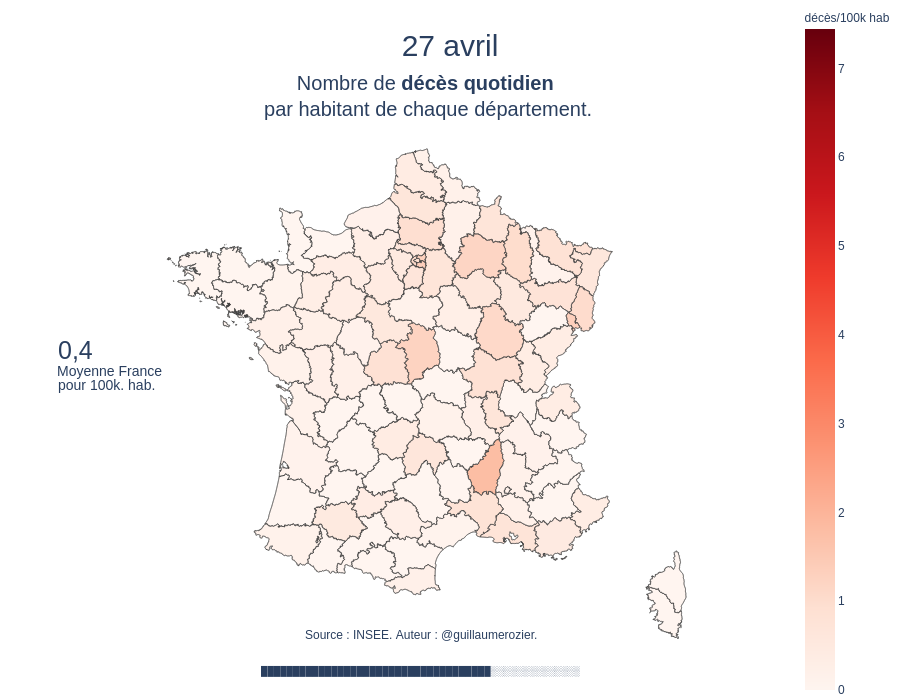 décès/100k hab
27 avril
Nombre de décès quotidien
par habitant de chaque département.
7
6
5
4
3
2
1
0
0,4
Moyenne France
pour 100k. hab.
Source : INSEE. Auteur : @guillaumerozier.